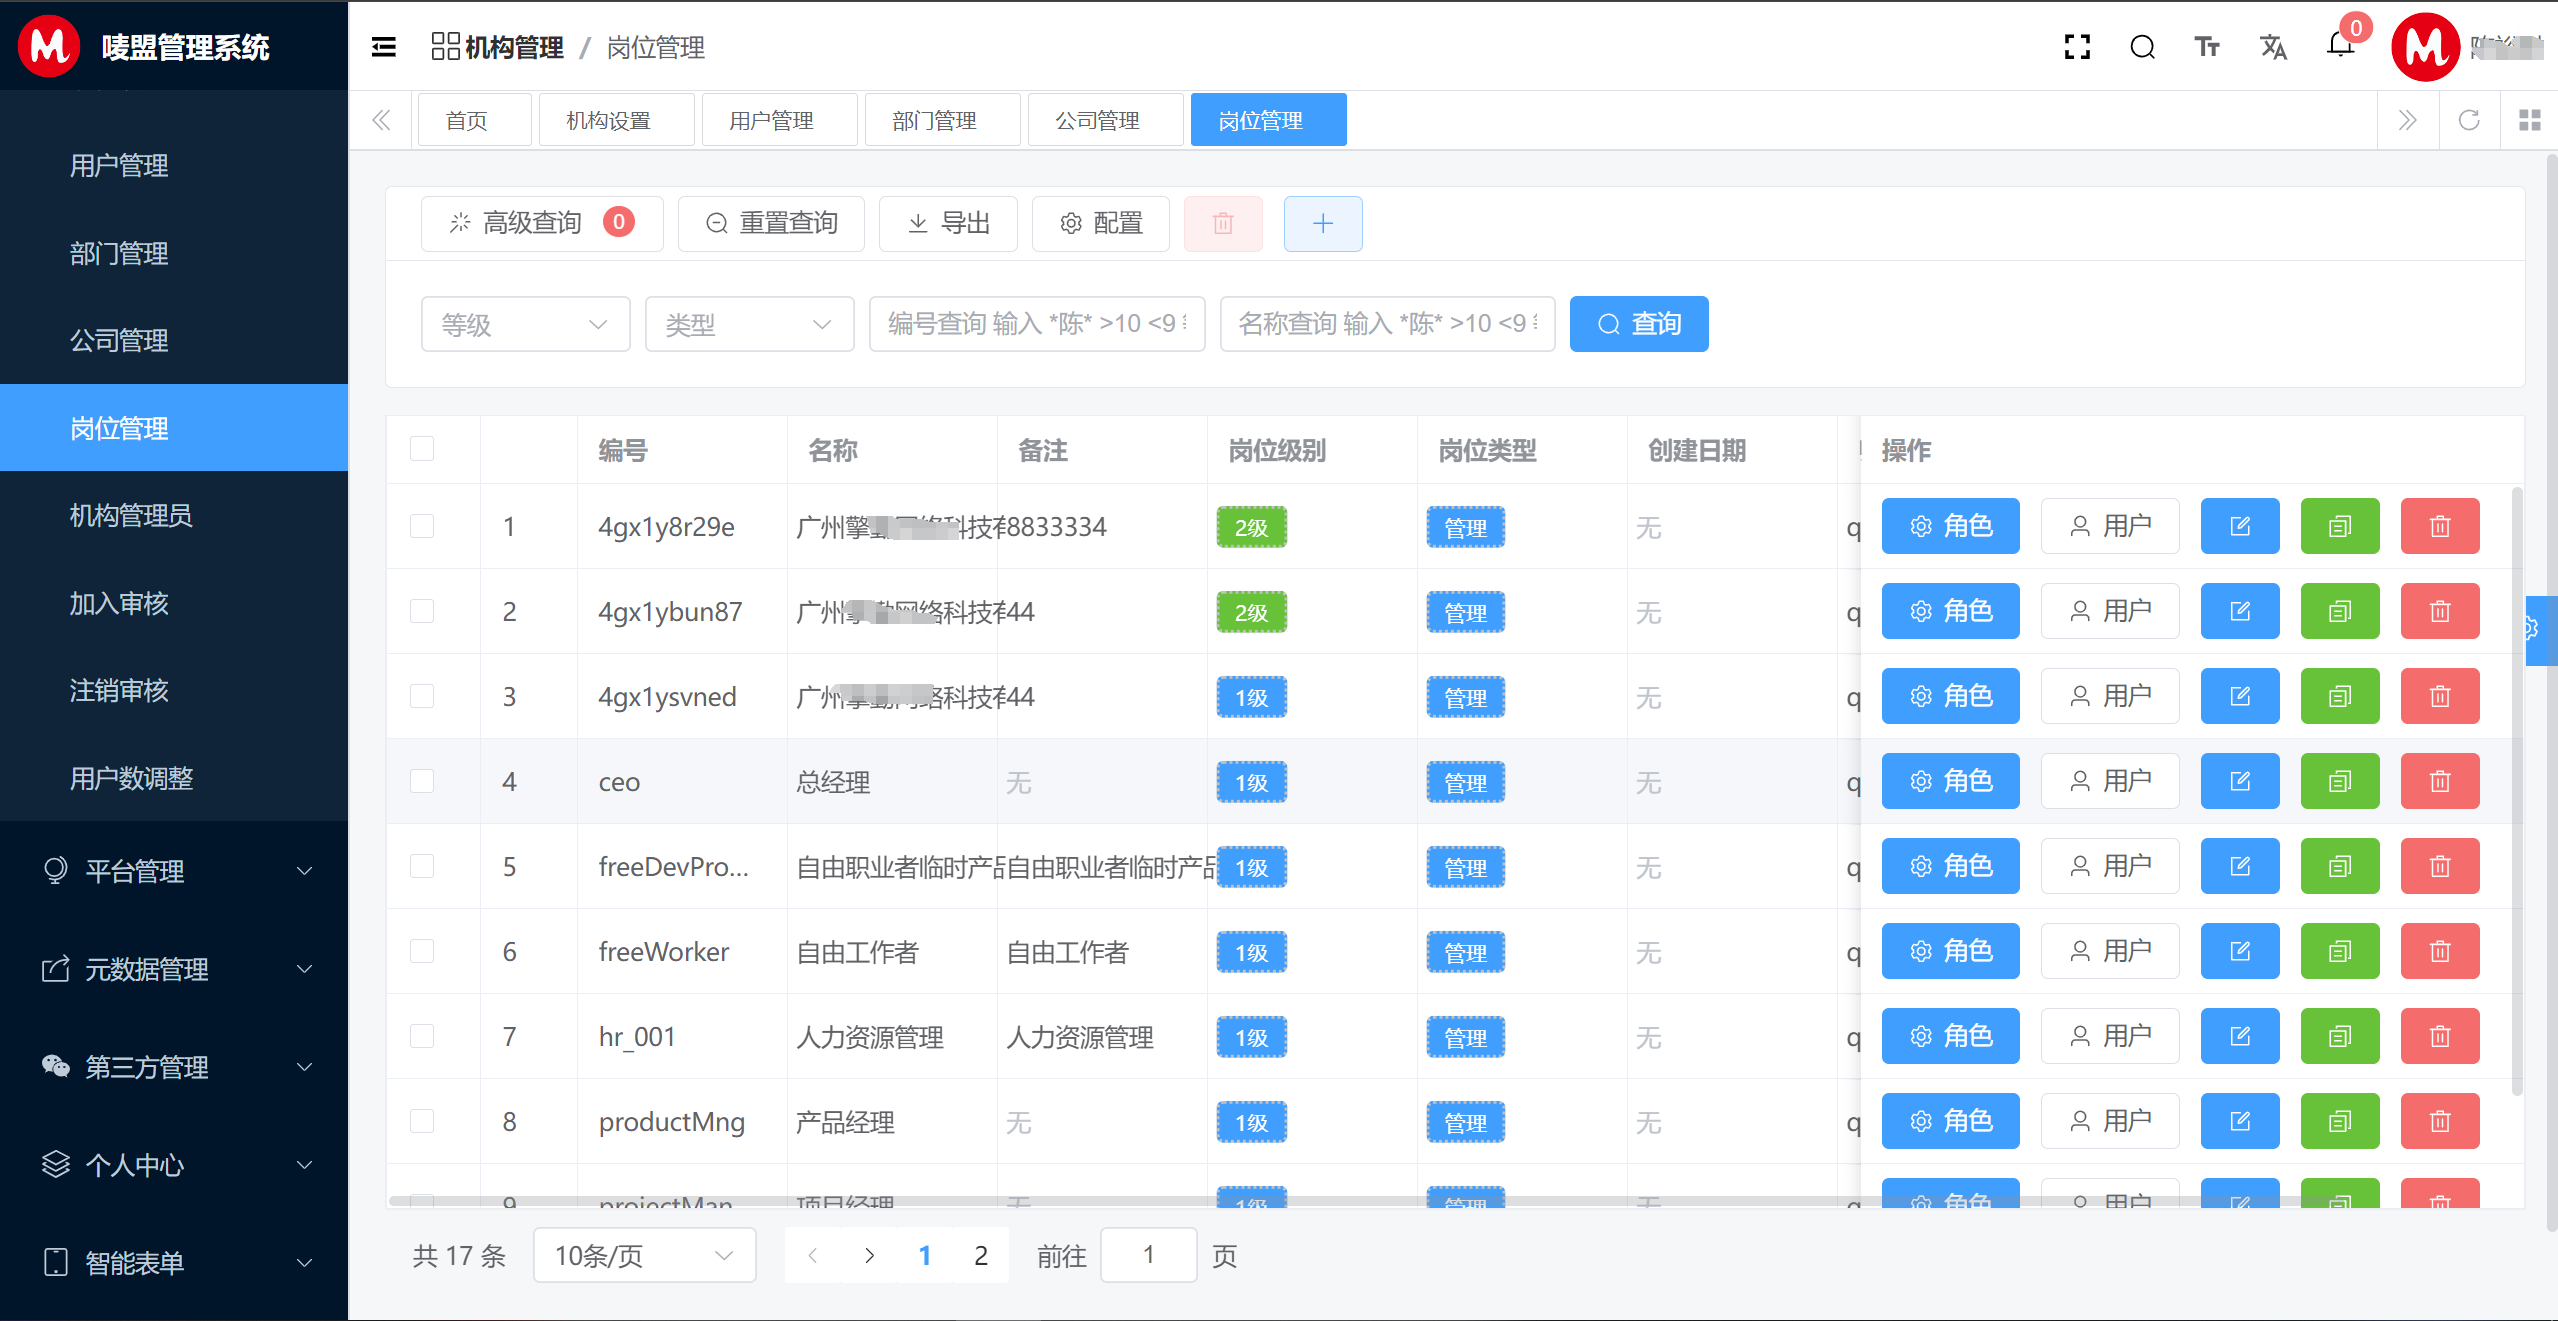 唛盟管理系统
机构管理 / 岗位管理
0
首页 机构设置 用户管理 部门管理 公司管理 岗位管理
用户管理
部门管理
公司管理
岗位管理
机构管理员
加入审核
注销审核
用户数调整
平台管理
元数据管理
第三方管理
个人中心
智能表单
高级查询 0 重置查询 导出 配置
等级 类型 编号查询 输入 *陈* >10 <9 名称查询 输入 *陈* >10 <9 查询
编号 名称 备注 岗位级别 岗位类型 创建日期 操作
1 4gx1y8r29e 广州擎 科技有 8833334 2级 管理 无 q 角色 用户
2 4gx1ybun87 广州 网络科技有 44 2级 管理 无 q 角色 用户
3 4gx1ysvned 广州 络科技有 44 1级 管理 无 q 角色 用户
4 ceo 总经理 无 1级 管理 无 q 角色 用户
5 freeDevPro... 自由职业者临时产品 自由职业者临时产品 1级 管理 无 q 角色 用户
6 freeWorker 自由工作者 自由工作者 1级 管理 无 q 角色 用户
7 hr_001 人力资源管理 人力资源管理 1级 管理 无 q 角色 用户
8 productMng 产品经理 无 1级 管理 无 q 角色 用户
9 projectMan 项目经理 无 1级 管理 无 q 角色 用户
共 17 条 10条/页 1 2 前往 1 页